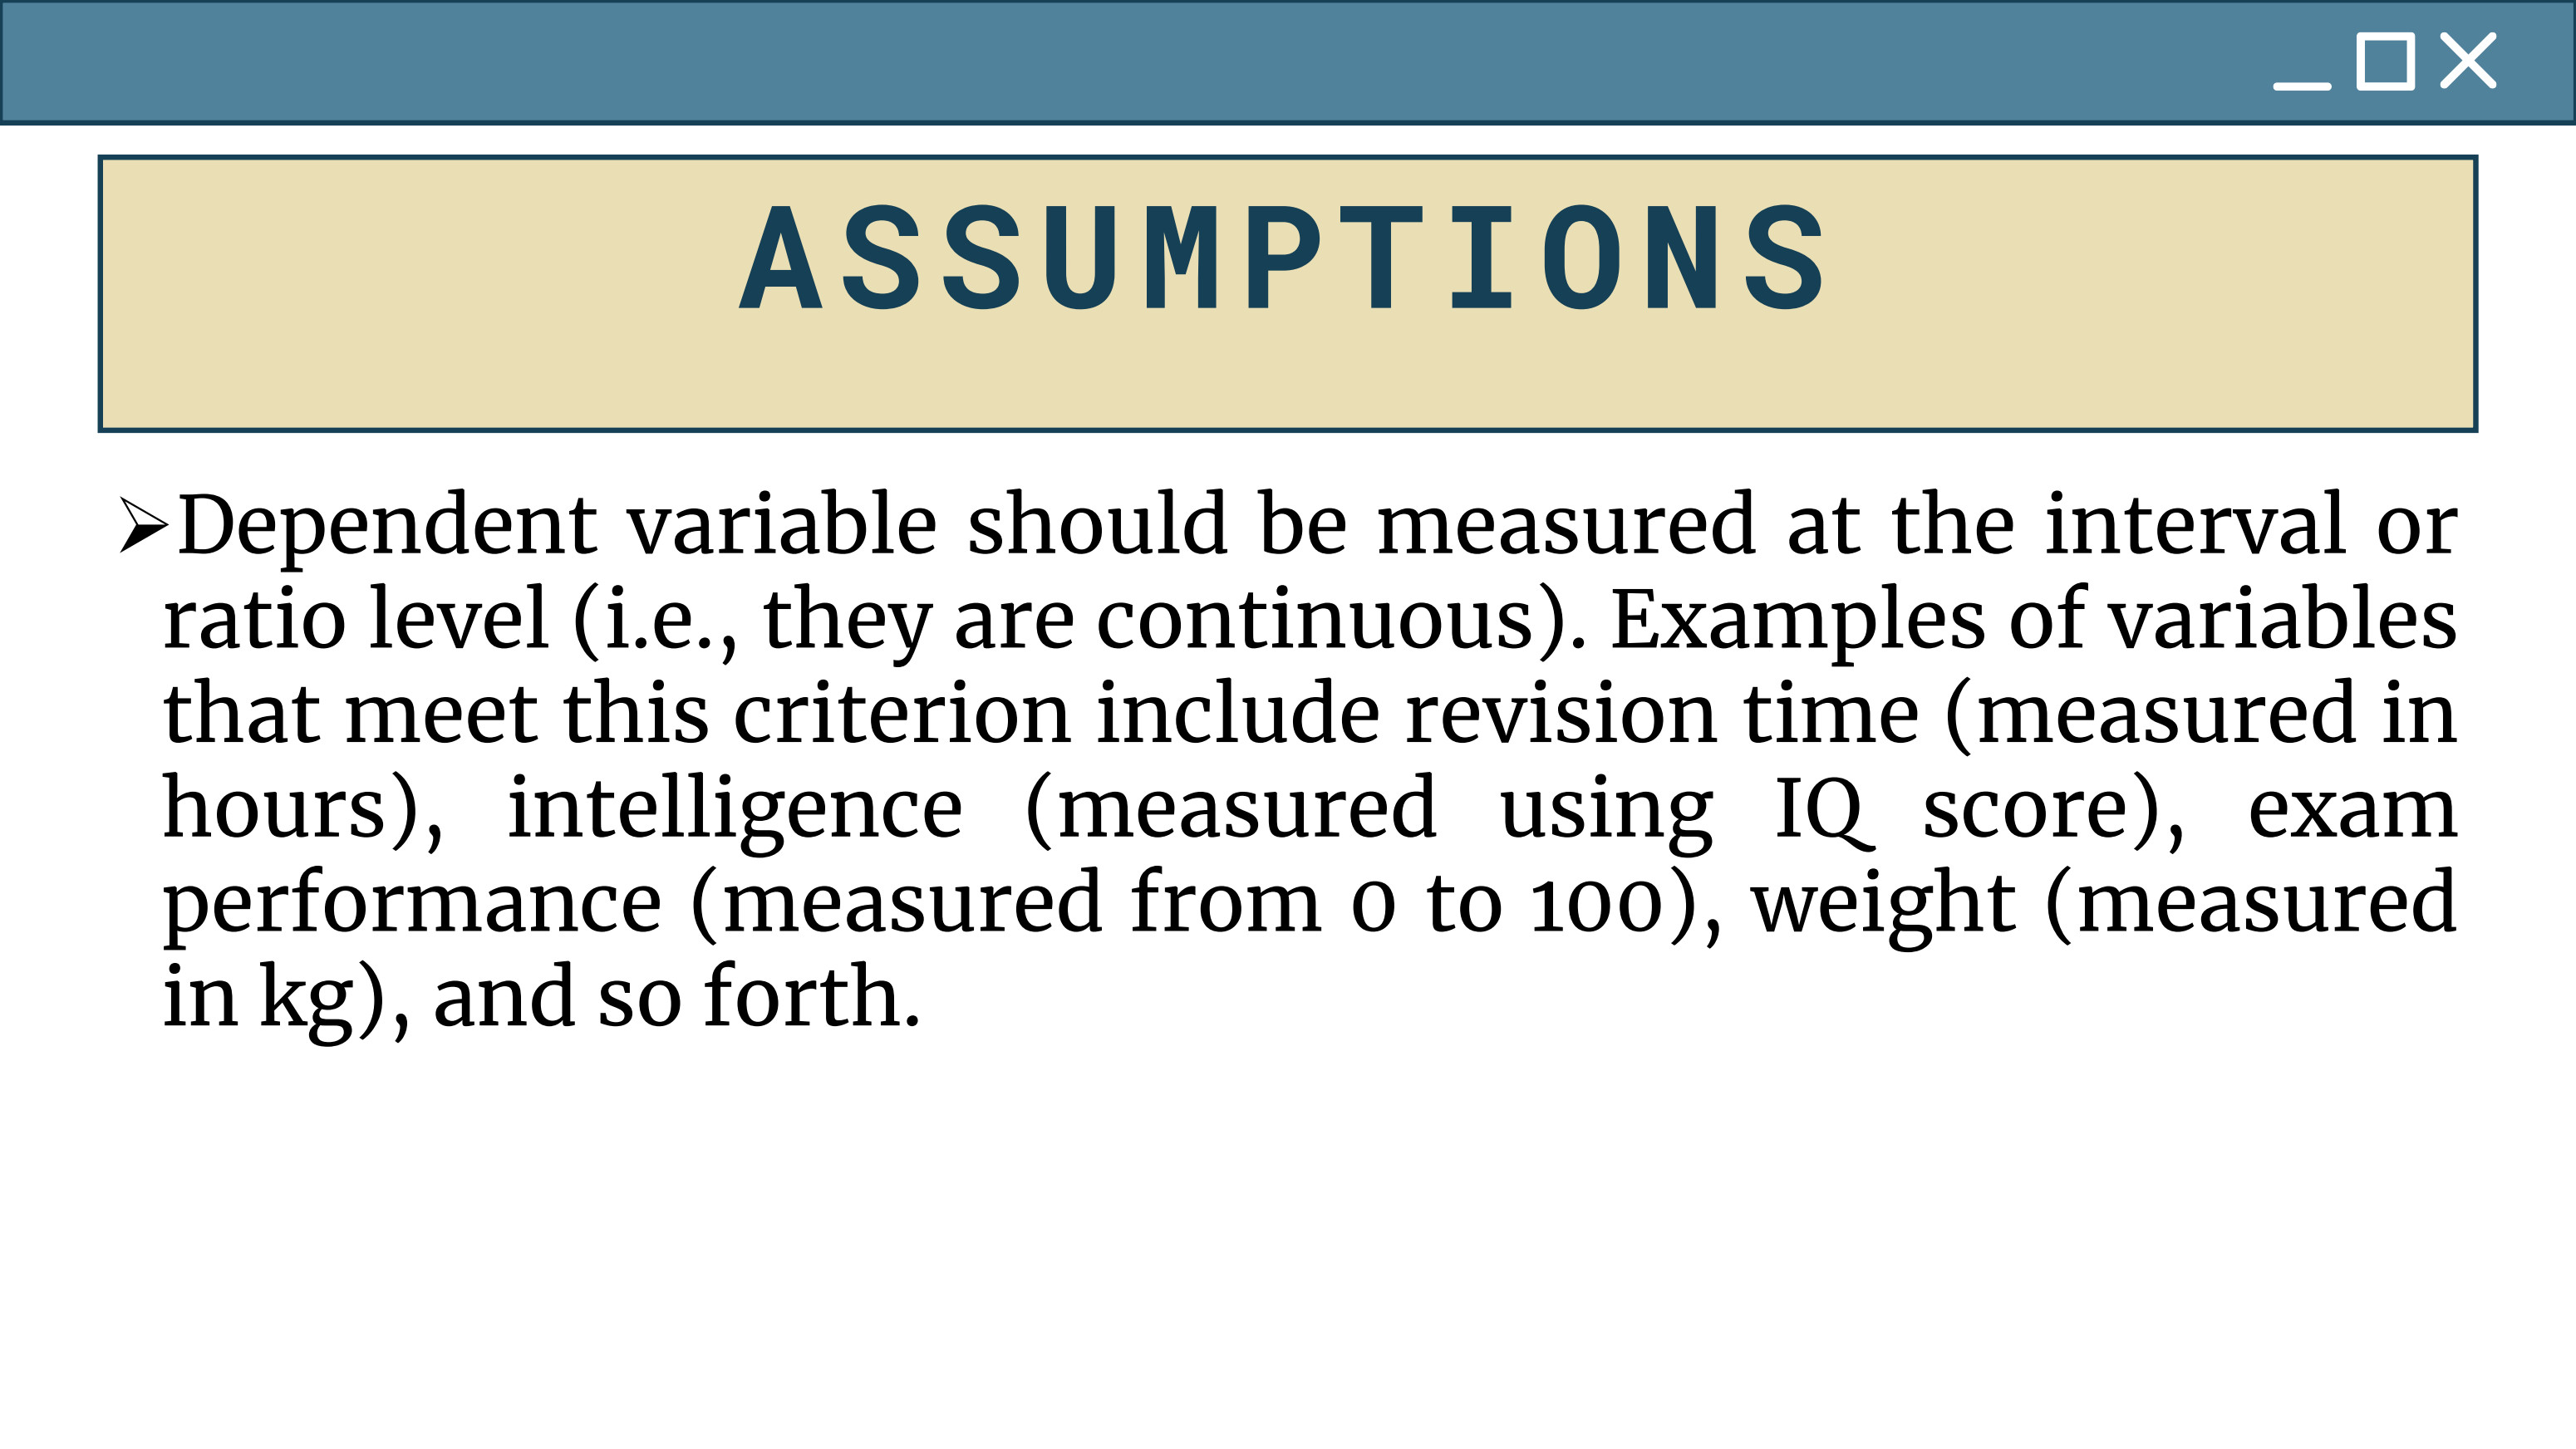 ASSUMPTIONS
➢Dependent variable should be measured at the interval or
ratio level (i.e., they are continuous). Examples of variables
that meet this criterion include revision time (measured in
hours), intelligence (measured using IQ score), exam
performance (measured from 0 to 100), weight (measured
in kg), and so forth.